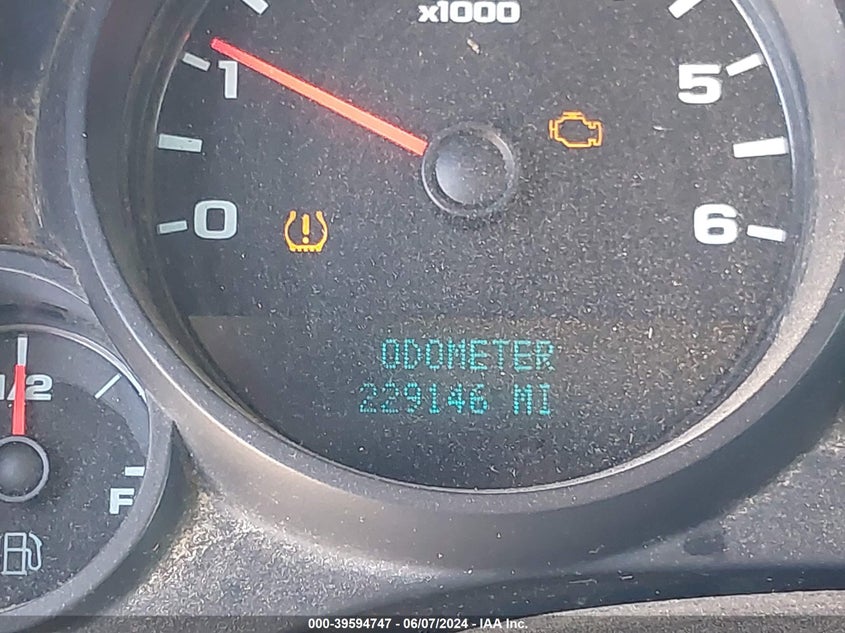 x1000
1
5
0
6
ODOMETER
229146 MI
1/2
F
000-39594747 - 06/07/2024 - IAA Inc.